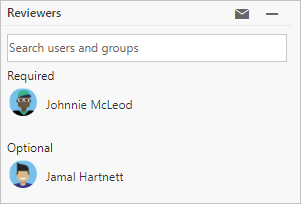 Reviewers
Search users and groups
Required
Johnnie McLeod
Optional
Jamal Hartnett